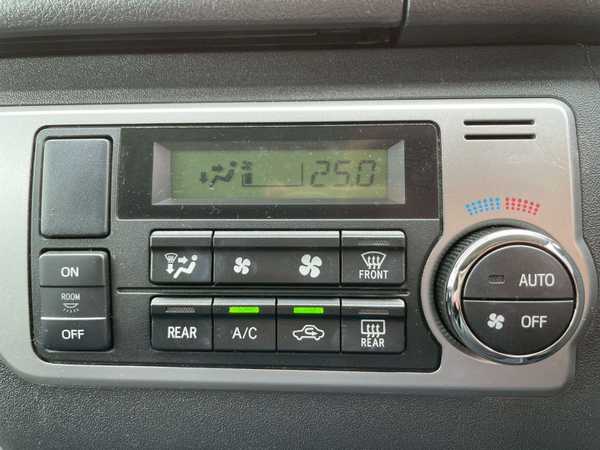 25.0
ON
ROOM
OFF
FRONT
REAR
A/C
REAR
AUTO
OFF